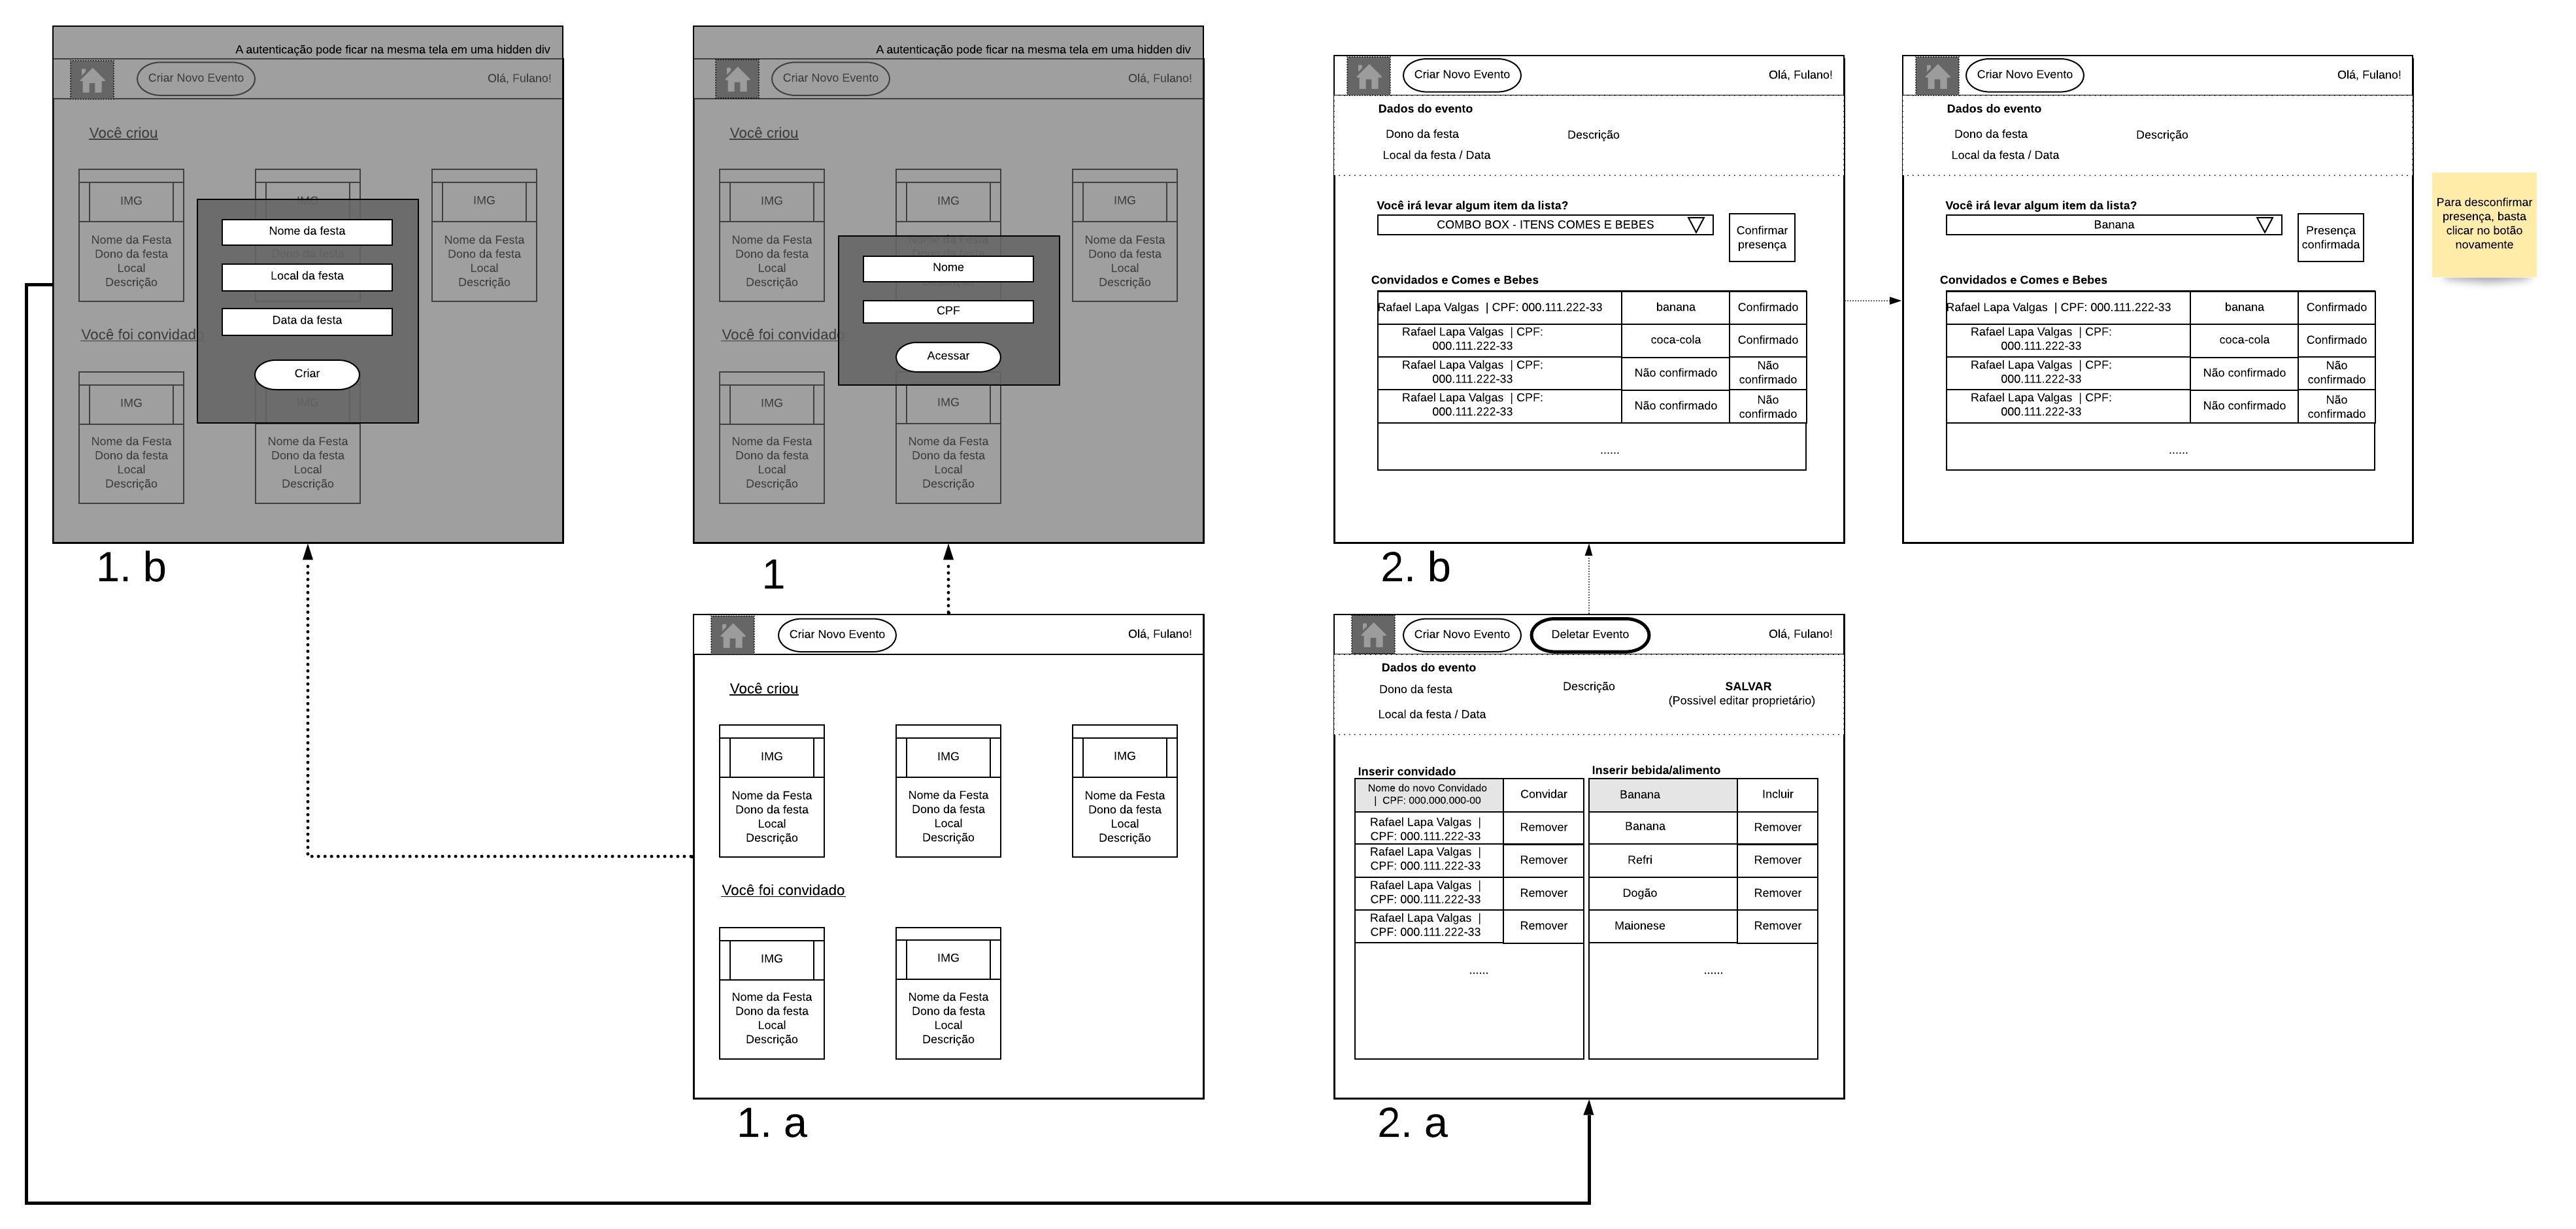 A autenticação pode ficar na mesma tela em uma hidden div
Criar Novo Evento
Olá, Fulano!
Você criou
IMG
IMG
IMG
Nome da Festa
Dono da festa
Local
Descrição
Dono da festa
Nome da Festa
Dono da festa
Local
Descrição
Nome da festa
Local da festa
Data da festa
Criar
Você foi convidado
IMG
IMG
Nome da Festa
Dono da festa
Local
Descrição
Nome da Festa
Dono da festa
Local
Descrição
1. b
A autenticação pode ficar na mesma tela em uma hidden div
Criar Novo Evento
Olá, Fulano!
Você criou
IMG
IMG
IMG
Nome da Festa
Dono da festa
Local
Descrição
Nome da Festa
Nome da Festa
Dono da festa
Local
Descrição
Nome
CPF
Acessar
Você foi convidado
IMG
IMG
Nome da Festa
Dono da festa
Local
Descrição
Nome da Festa
Dono da festa
Local
Descrição
1
Criar Novo Evento
Olá, Fulano!
Dados do evento
Dono da festa
Descrição
Local da festa / Data
Você irá levar algum item da lista?
COMBO BOX - ITENS COMES E BEBES
Confirmar
presença
Convidados e Comes e Bebes
Rafael Lapa Valgas | CPF: 000.111.222-33
banana
Confirmado
Rafael Lapa Valgas | CPF:
000.111.222-33
coca-cola
Confirmado
Rafael Lapa Valgas | CPF:
000.111.222-33
Não confirmado
Não
confirmado
Rafael Lapa Valgas | CPF:
000.111.222-33
Não confirmado
Não
confirmado
......
2. b
Criar Novo Evento
Olá, Fulano!
Dados do evento
Dono da festa
Descrição
Local da festa / Data
Você irá levar algum item da lista?
Banana
Presença
confirmada
Convidados e Comes e Bebes
Rafael Lapa Valgas | CPF: 000.111.222-33
banana
Confirmado
Rafael Lapa Valgas | CPF:
000.111.222-33
coca-cola
Confirmado
Rafael Lapa Valgas | CPF:
000.111.222-33
Não confirmado
Não
confirmado
Rafael Lapa Valgas | CPF:
000.111.222-33
Não confirmado
Não
confirmado
......
Para desconfirmar
presença, basta
clicar no botão
novamente
Criar Novo Evento
Olá, Fulano!
Você criou
IMG
IMG
IMG
Nome da Festa
Dono da festa
Local
Descrição
Nome da Festa
Dono da festa
Local
Descrição
Nome da Festa
Dono da festa
Local
Descrição
Você foi convidado
IMG
IMG
Nome da Festa
Dono da festa
Local
Descrição
Nome da Festa
Dono da festa
Local
Descrição
1. a
Criar Novo Evento
Deletar Evento
Olá, Fulano!
Dados do evento
Dono da festa
Descrição
SALVAR
(Possivel editar proprietário)
Local da festa / Data
Inserir convidado
Nome do novo Convidado
| CPF: 000.000.000-00
Convidar
Rafael Lapa Valgas |
CPF: 000.111.222-33
Remover
Rafael Lapa Valgas |
CPF: 000.111.222-33
Remover
Rafael Lapa Valgas |
CPF: 000.111.222-33
Remover
Rafael Lapa Valgas |
CPF: 000.111.222-33
Remover
......
Inserir bebida/alimento
Banana
Incluir
Banana
Remover
Refri
Remover
Dogão
Remover
Maionese
Remover
......
2. a